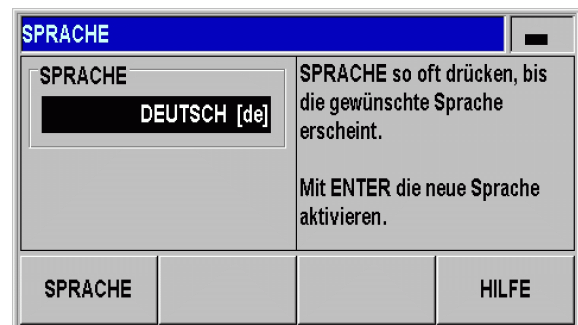 SPRACHE
SPRACHE
DEUTSCH [de]
SPRACHE so oft drücken, bis
die gewünschte Sprache
erscheint.
Mit ENTER die neue Sprache
aktivieren.
SPRACHE
HILFE